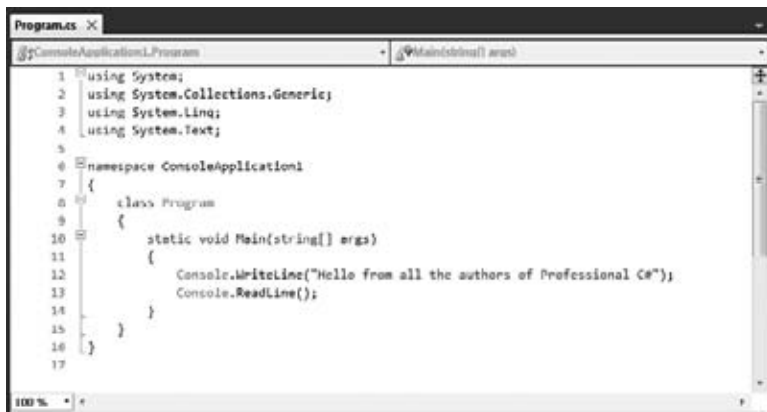 Program.cs
ConsoleApplication1.Program Main(string[] args)
1 using System;
2 using System.Collections.Generic;
3 using System.Linq;
4 using System.Text;
5
6 namespace ConsoleApplication1
7 {
8 class Program
9 {
10 static void Main(string[] args)
11 {
12 Console.WriteLine("Hello from all the authors of Professional C#");
13 Console.ReadLine();
14 }
15 }
16 }
17
100 %